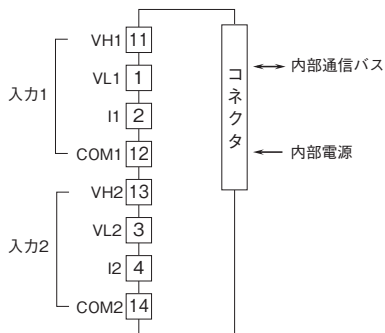 入力1
VH1 11
VL1 1
I1 2
COM1 12
入力2
VH2 13
VL2 3
I2 4
COM2 14
コネクタ
内部通信バス
内部電源